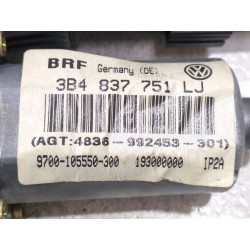 BRF Germany (DE)
3B4 837 751 LJ
(AGT:4836-992453-301)
9700-105550-300 193000000 IP2A